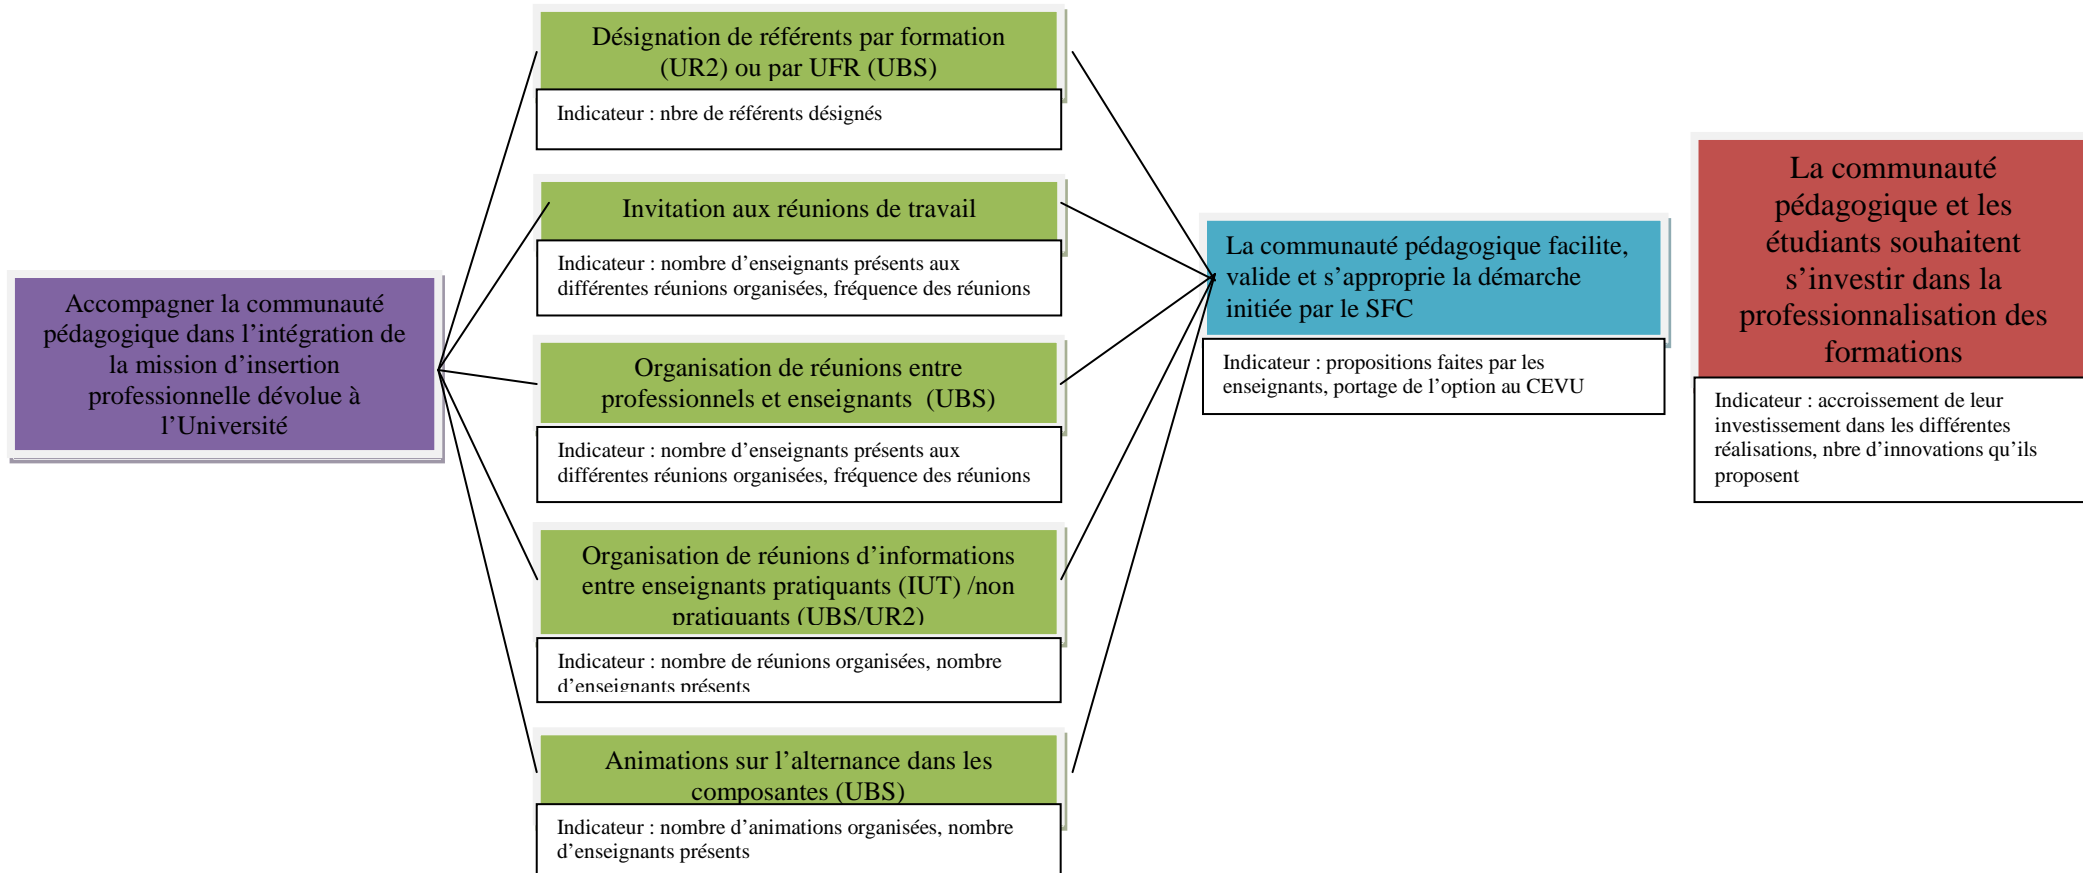 Accompagner la communauté
pédagogique dans l’intégration de
la mission d’insertion
professionnelle dévolue à
l’Université
Désignation de référents par formation
(UR2) ou par UFR (UBS)
Indicateur : nbre de référents désignés
Invitation aux réunions de travail
Indicateur : nombre d’enseignants présents aux
différentes réunions organisées, fréquence des réunions
Organisation de réunions entre
professionnels et enseignants  (UBS)
Indicateur : nombre d’enseignants présents aux
différentes réunions organisées, fréquence des réunions
Organisation de réunions d’informations
entre enseignants pratiquants (IUT) /non
pratiquants (UBS/UR2)
Indicateur : nombre de réunions organisées, nombre
d’enseignants présents
Animations sur l’alternance dans les
composantes (UBS)
Indicateur : nombre d’animations organisées, nombre
d’enseignants présents
La communauté pédagogique facilite,
valide et s’approprie la démarche
initiée par le SFC
Indicateur : propositions faites par les
enseignants, portage de l’option au CEVU
La communauté
pédagogique et les
étudiants souhaitent
s’investir dans la
professionnalisation des
formations
Indicateur : accroissement de leur
investissement dans les différentes
réalisations, nbre d’innovations qu’ils
proposent